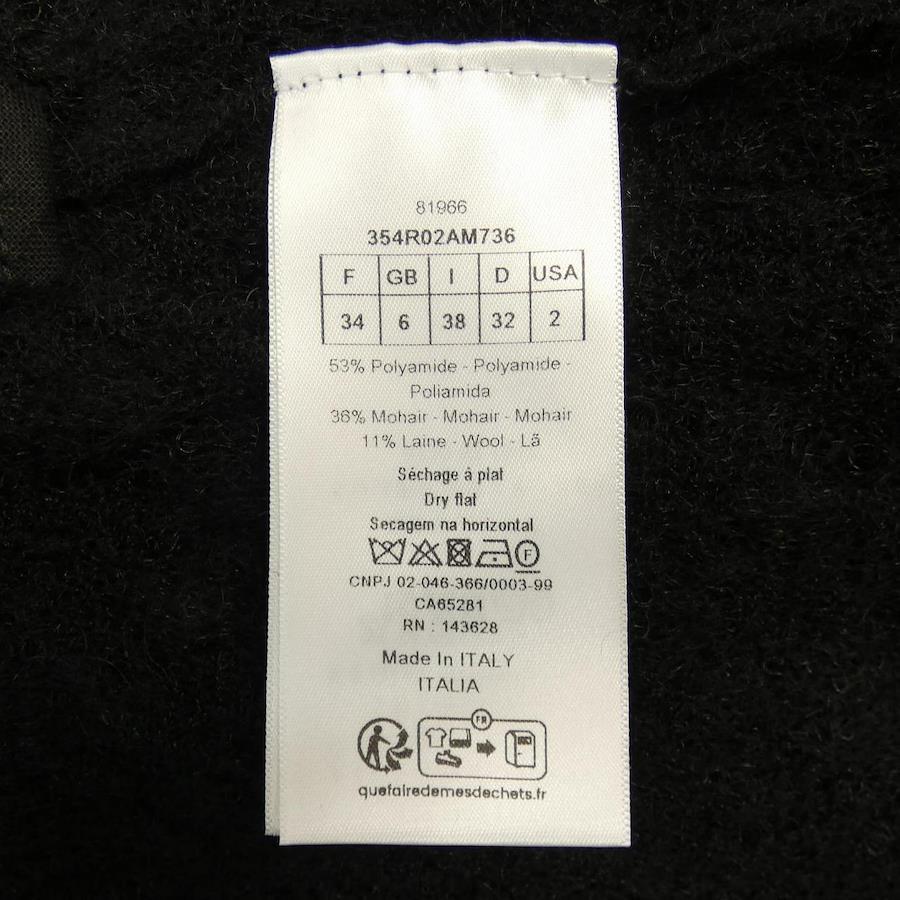 81966
354R02AM736
F GB I D USA
34 6 38 32 2
53% Polyamide - Polyamide -
Poliamida
36% Mohair - Mohair - Mohair
11% Laine - Wool - Lã
Séchage à plat
Dry flat
Secagem na horizontal
F
CNPJ 02-046-366/0003-99
CA65281
RN : 143628
Made In ITALY
ITALIA
FR
quefairedemesdechets.fr